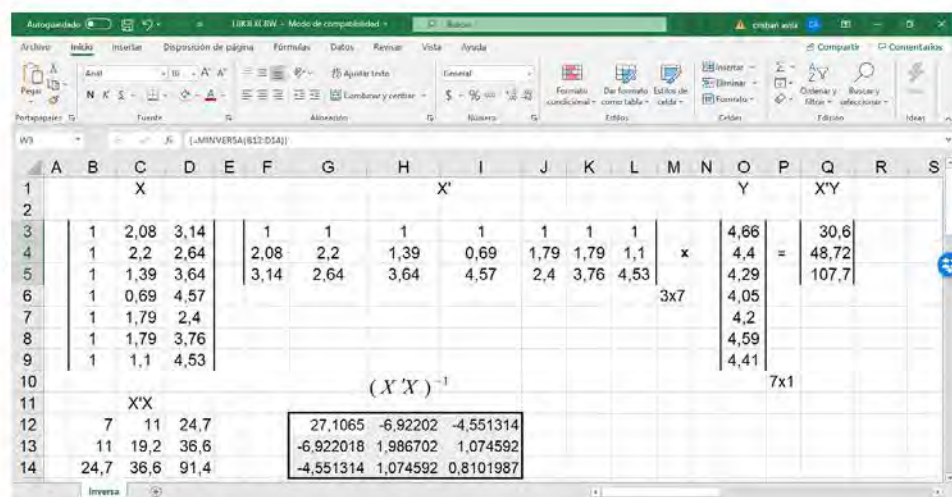 Autoguardado
Modo de compatibilidad
Buscar
cristian avila
Archivo Inicio Insertar Disposición de página Fórmulas Datos Revisar Vista Ayuda Compartir Comentarios
Pegar
Arial 10
General
N K S
Ajustar texto
Combinar y centrar
Formato condicional
Dar formato como tabla
Estilos de celda
Insertar
Eliminar
Formato
Ordenar y filtrar
Buscar y seleccionar
Ideas
Portapapeles Fuente Alineación Número Estilos Celdas Edición Ideas
W3 {=MINVERSA(B12:D14)}
A B C D E F G H I J K L M N O P Q R S
1 X X' Y X'Y
2
3 1 2,08 3,14 1 1 1 1 1 1 1 4,66 30,6
4 1 2,2 2,64 2,08 2,2 1,39 0,69 1,79 1,79 1,1 x 4,4 = 48,72
5 1 1,39 3,64 3,14 2,64 3,64 4,57 2,4 3,76 4,53 4,29 107,7
6 1 0,69 4,57 3x7 4,05
7 1 1,79 2,4 4,2
8 1 1,79 3,76 4,59
9 1 1,1 4,53 4,41
10 (X'X)⁻¹ 7x1
11 X'X
12 7 11 24,7 27,1065 -6,92202 -4,551314
13 11 19,2 36,6 -6,922018 1,986702 1,074592
14 24,7 36,6 91,4 -4,551314 1,074592 0,8101987
Inversa